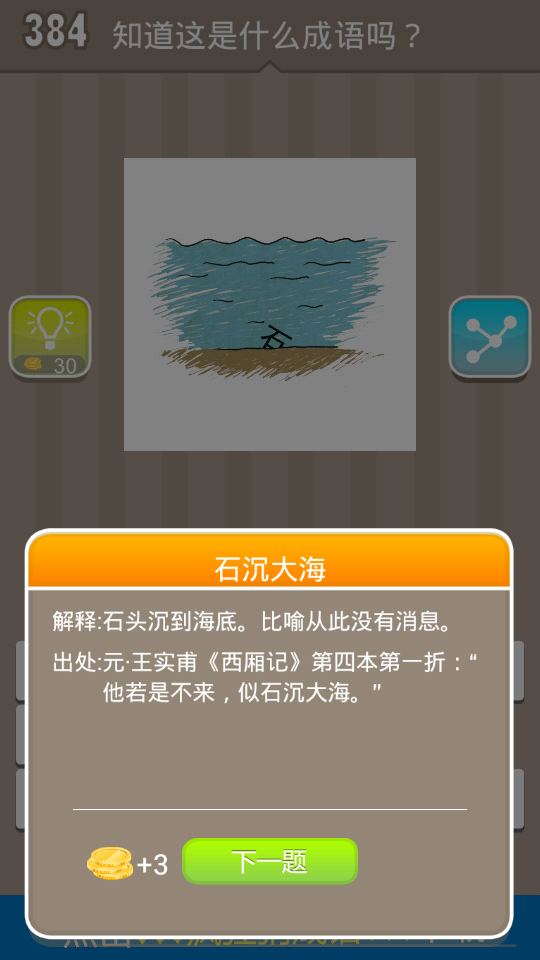 384 知道这是什么成语吗？
30
石
石沉大海
解释:石头沉到海底。比喻从此没有消息。
出处:元·王实甫《西厢记》第四本第一折：“
他若是不来，似石沉大海。”
+3 下一题